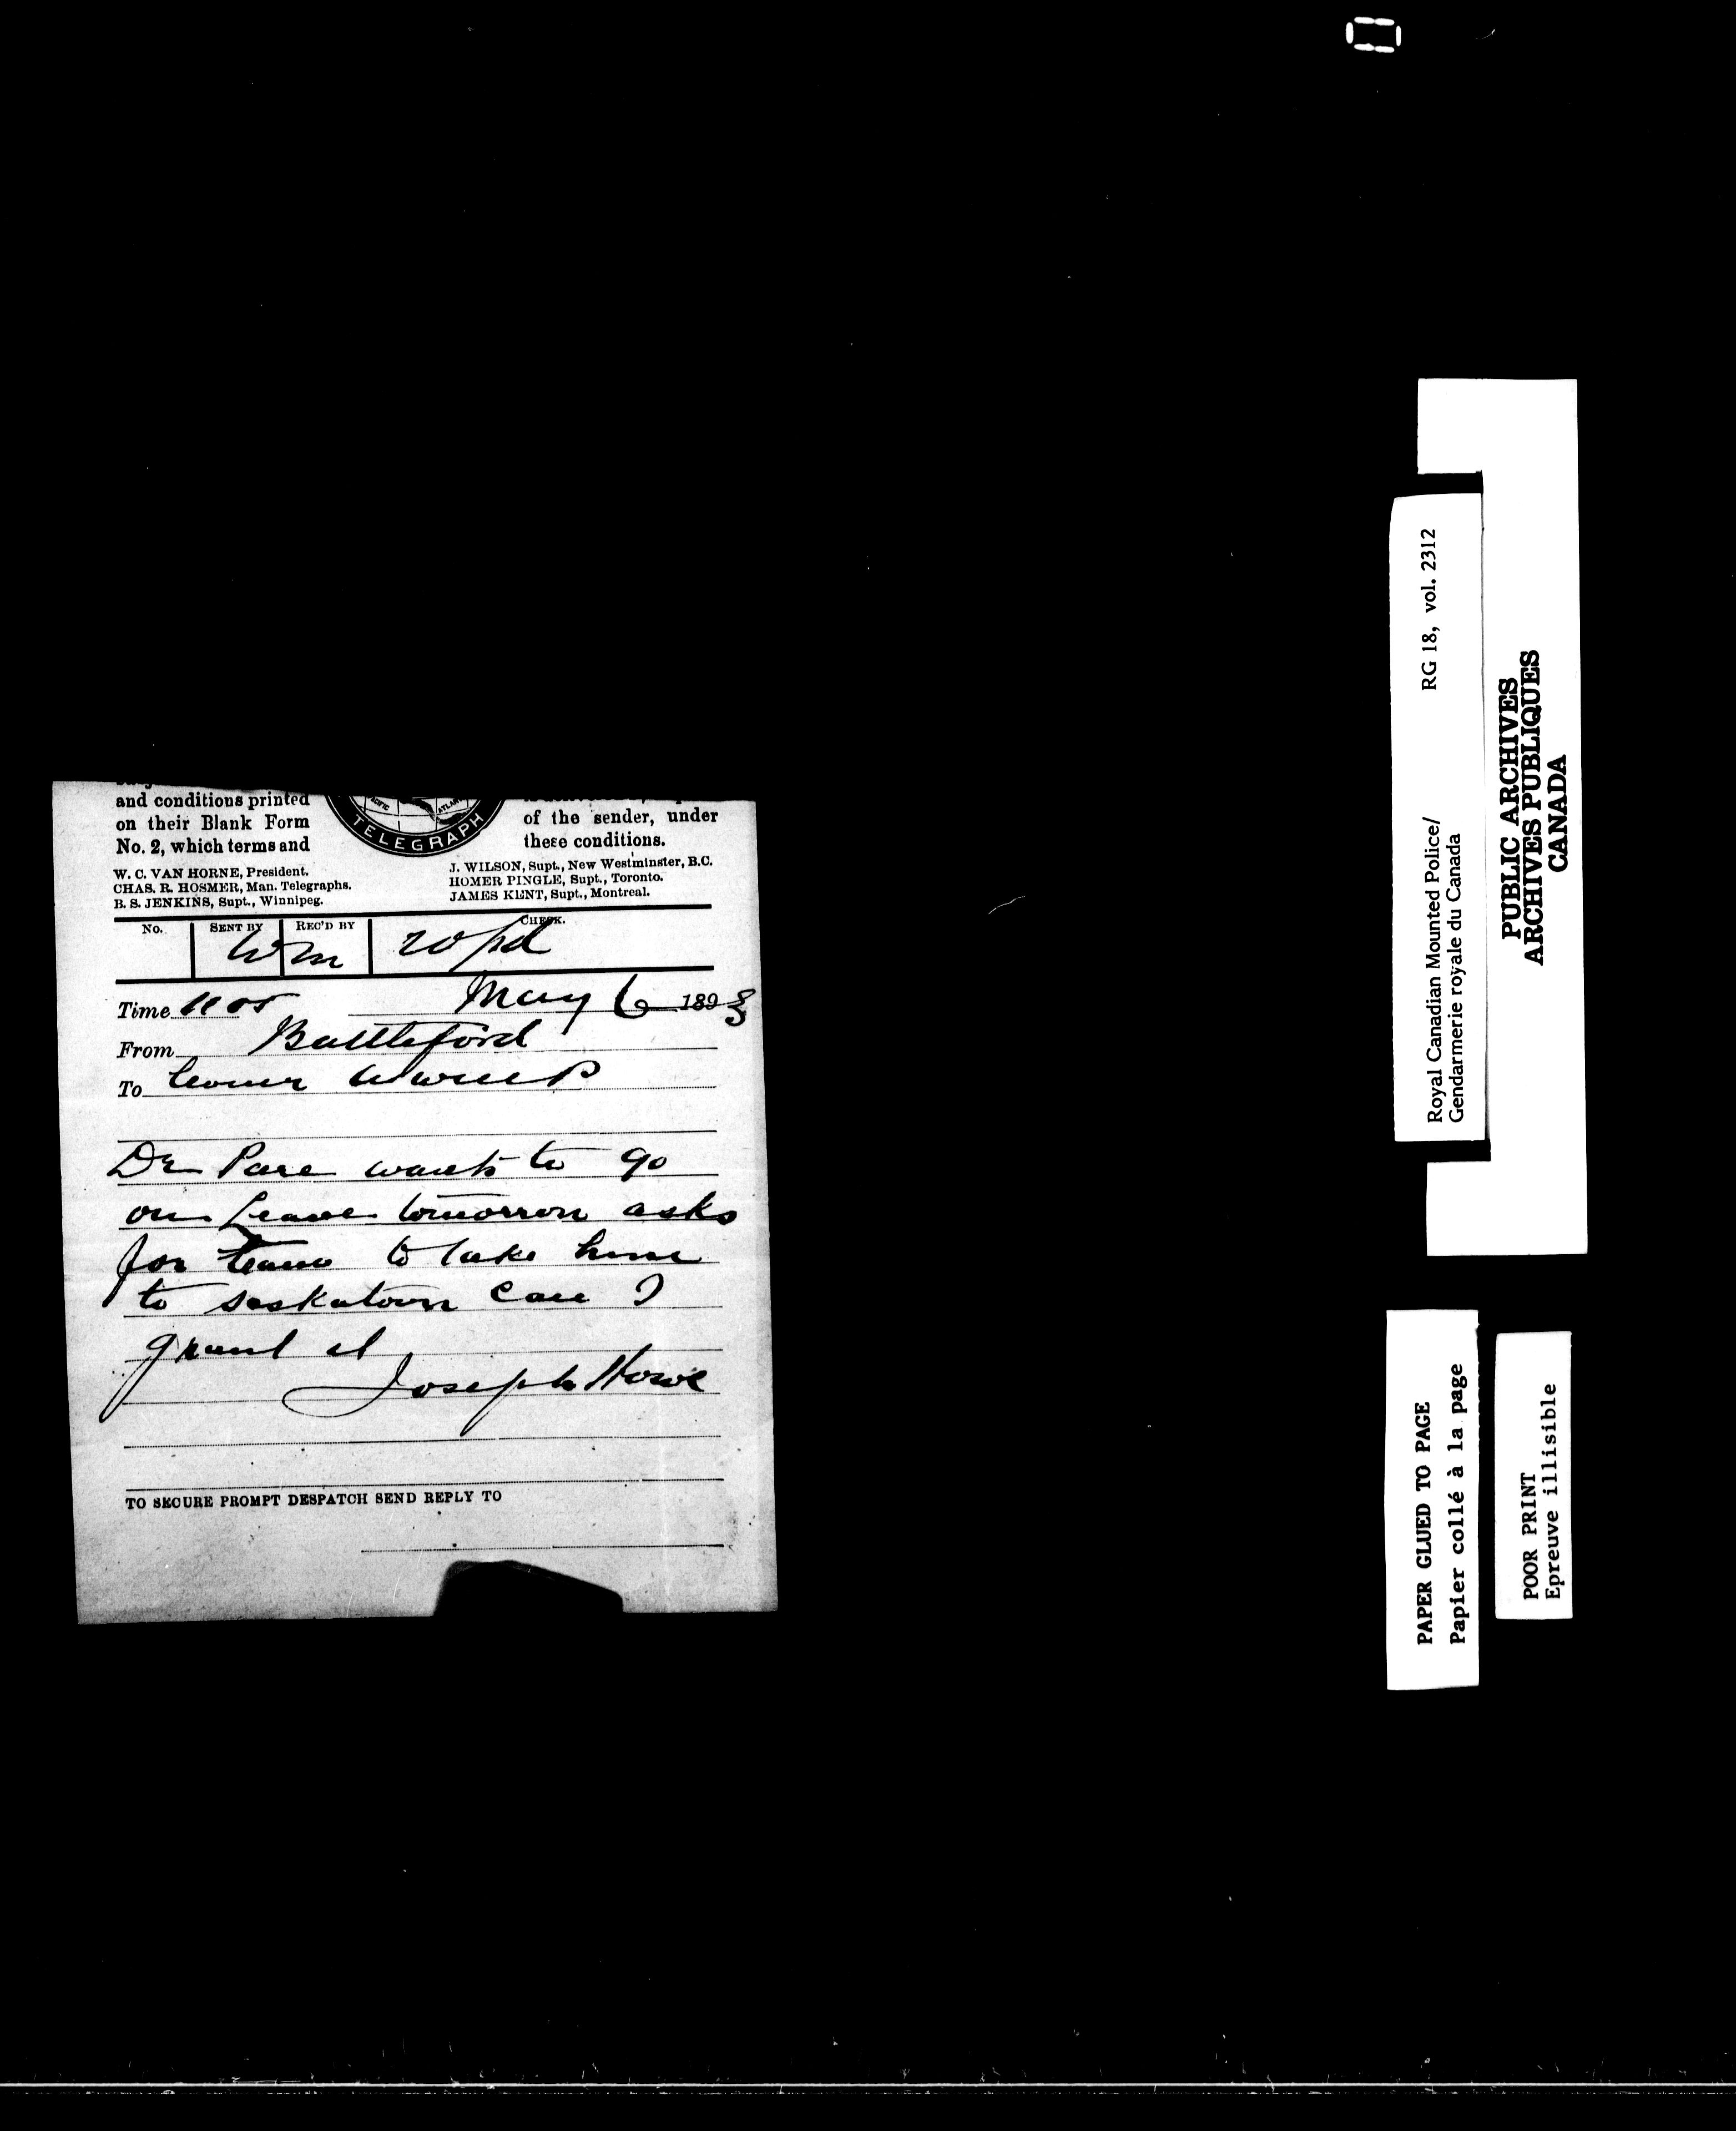 and conditions printed
on their Blank Form
No. 2, which terms and
PACIFIC
ATLAN
TELEGRAPH
of the sender, under
these conditions.
W. C. VAN HORNE, President.
CHAS. R. HOSMER, Man. Telegraphs.
B. S. JENKINS, Supt., Winnipeg.
J. WILSON, Supt., New Westminster, B.C.
HOMER PINGLE, Supt., Toronto.
JAMES KENT, Supt., Montreal.
No. SENT BY REC'D BY CHECK.
W m 20 pd
Time 11 05 May 6 1893
From Battleford
To Comr NWMP
Dr Pare wants to go
on Leave tomorrow asks
for team to take him
to Saskatoon Can I
grant it
Joseph Howe
TO SECURE PROMPT DESPATCH SEND REPLY TO
Royal Canadian Mounted Police/ RG 18, vol. 2312
Gendarmerie royale du Canada
PUBLIC ARCHIVES
ARCHIVES PUBLIQUES
CANADA
PAPER GLUED TO PAGE
Papier collé à la page
POOR PRINT
Epreuve illisible